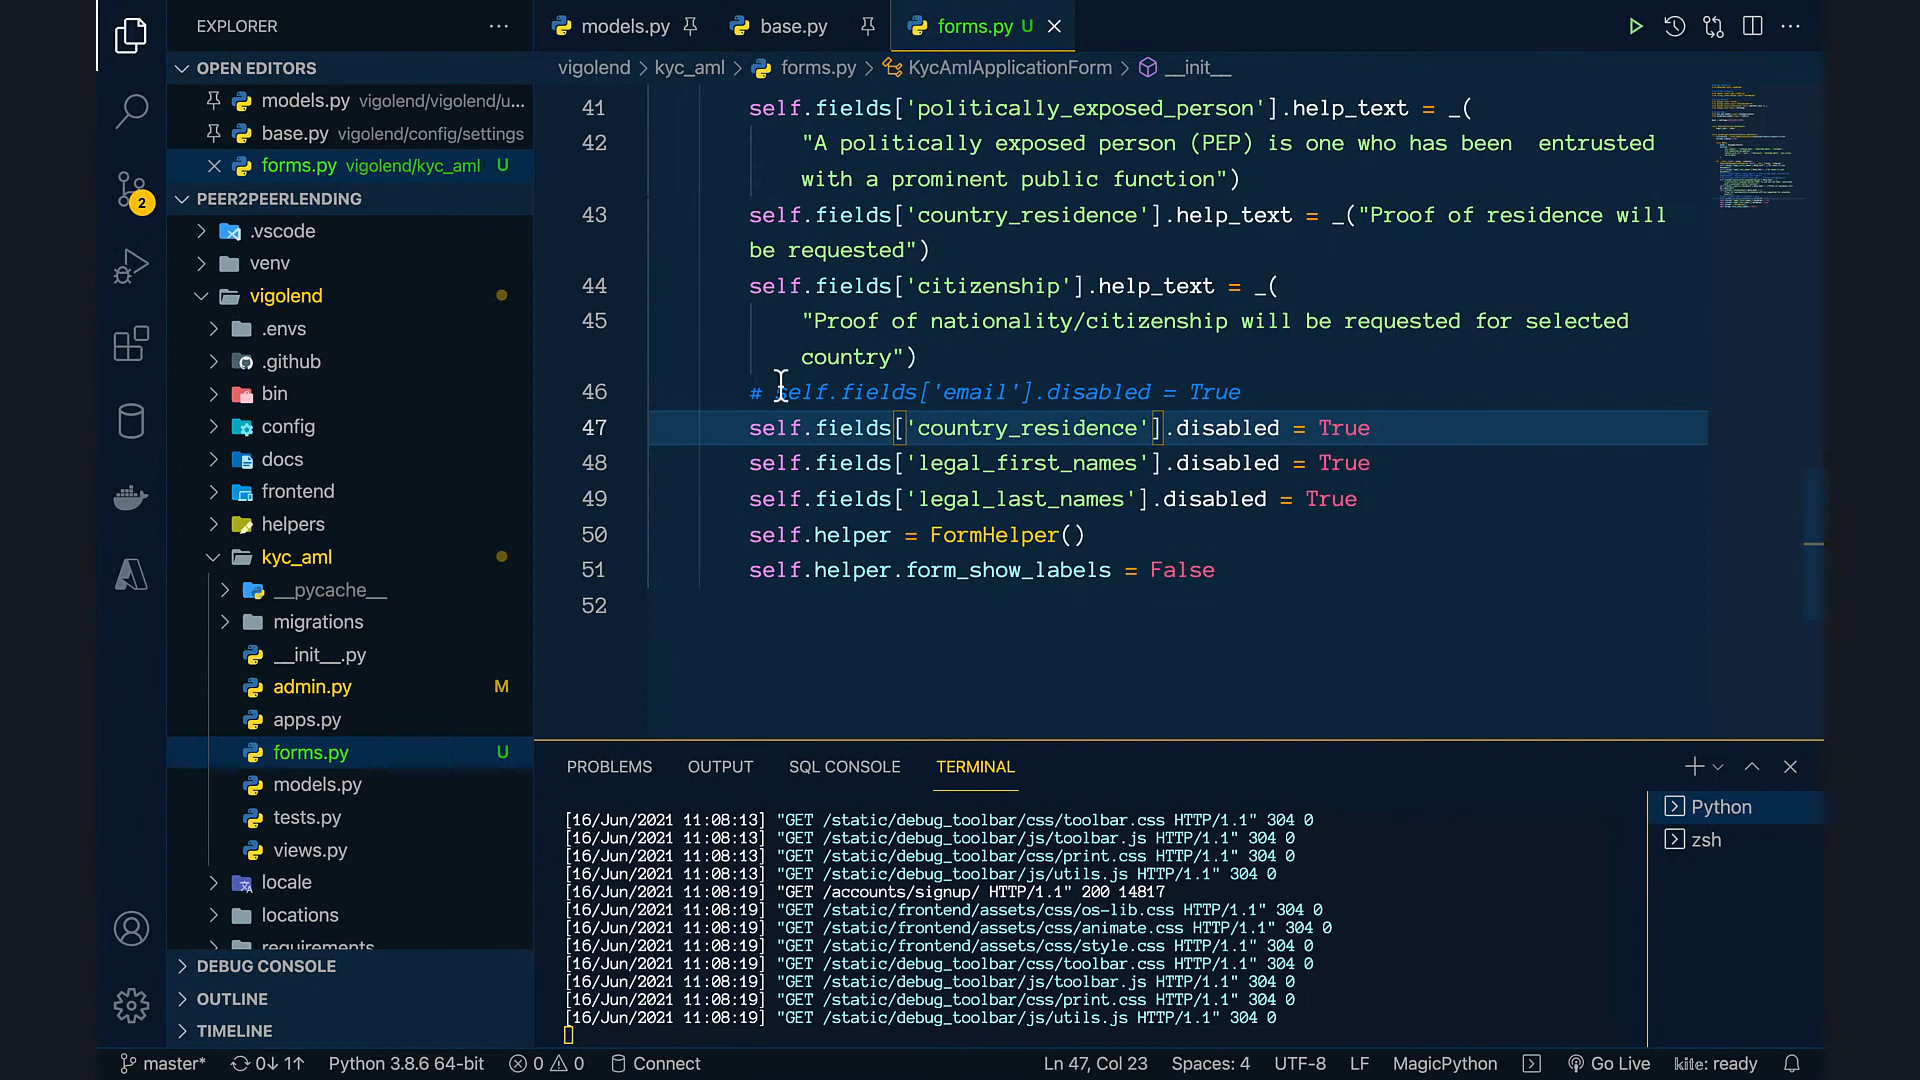 EXPLORER
models.py
base.py
forms.py U
OPEN EDITORS
vigolend > kyc_aml > forms.py > KycAmlApplicationForm > __init__
models.py vigolend/vigolend/u...
base.py vigolend/config/settings
forms.py vigolend/kyc_aml U
PEER2PEERLENDING
.vscode
venv
vigolend
.envs
.github
bin
config
docs
frontend
helpers
kyc_aml
__pycache__
migrations
__init__.py
admin.py M
apps.py
forms.py U
models.py
tests.py
views.py
locale
locations
requirements
DEBUG CONSOLE
OUTLINE
TIMELINE
2
41 self.fields['politically_exposed_person'].help_text = _(
42 "A politically exposed person (PEP) is one who has been  entrusted
with a prominent public function")
43 self.fields['country_residence'].help_text = _("Proof of residence will
be requested")
44 self.fields['citizenship'].help_text = _(
45 "Proof of nationality/citizenship will be requested for selected
country")
46 # self.fields['email'].disabled = True
47 self.fields['country_residence'].disabled = True
48 self.fields['legal_first_names'].disabled = True
49 self.fields['legal_last_names'].disabled = True
50 self.helper = FormHelper()
51 self.helper.form_show_labels = False
52
PROBLEMS OUTPUT SQL CONSOLE TERMINAL
Python
zsh
[16/Jun/2021 11:08:13] "GET /static/debug_toolbar/css/toolbar.css HTTP/1.1" 304 0
[16/Jun/2021 11:08:13] "GET /static/debug_toolbar/js/toolbar.js HTTP/1.1" 304 0
[16/Jun/2021 11:08:13] "GET /static/debug_toolbar/css/print.css HTTP/1.1" 304 0
[16/Jun/2021 11:08:13] "GET /static/debug_toolbar/js/utils.js HTTP/1.1" 304 0
[16/Jun/2021 11:08:19] "GET /accounts/signup/ HTTP/1.1" 200 14817
[16/Jun/2021 11:08:19] "GET /static/frontend/assets/css/os-lib.css HTTP/1.1" 304 0
[16/Jun/2021 11:08:19] "GET /static/frontend/assets/css/animate.css HTTP/1.1" 304 0
[16/Jun/2021 11:08:19] "GET /static/frontend/assets/css/style.css HTTP/1.1" 304 0
[16/Jun/2021 11:08:19] "GET /static/debug_toolbar/css/toolbar.css HTTP/1.1" 304 0
[16/Jun/2021 11:08:19] "GET /static/debug_toolbar/js/toolbar.js HTTP/1.1" 304 0
[16/Jun/2021 11:08:19] "GET /static/debug_toolbar/css/print.css HTTP/1.1" 304 0
[16/Jun/2021 11:08:19] "GET /static/debug_toolbar/js/utils.js HTTP/1.1" 304 0
master* 0↓ 1↑ Python 3.8.6 64-bit 0 0 Connect Ln 47, Col 23 Spaces: 4 UTF-8 LF MagicPython Go Live kite: ready